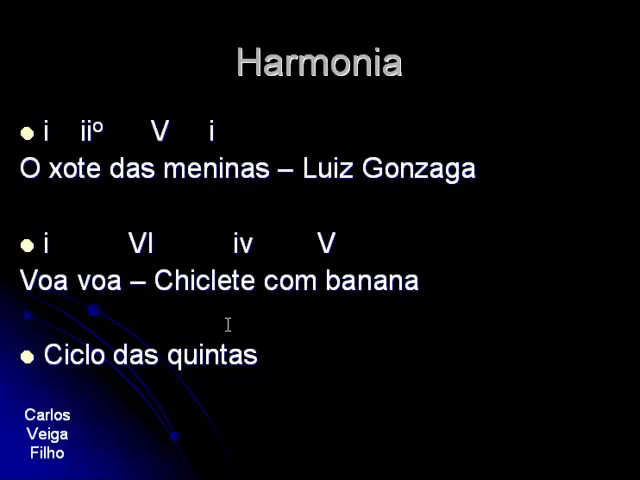 Harmonia
i iiº V i
O xote das meninas – Luiz Gonzaga
i VI iv V
Voa voa – Chiclete com banana
Ciclo das quintas
Carlos
Veiga
Filho